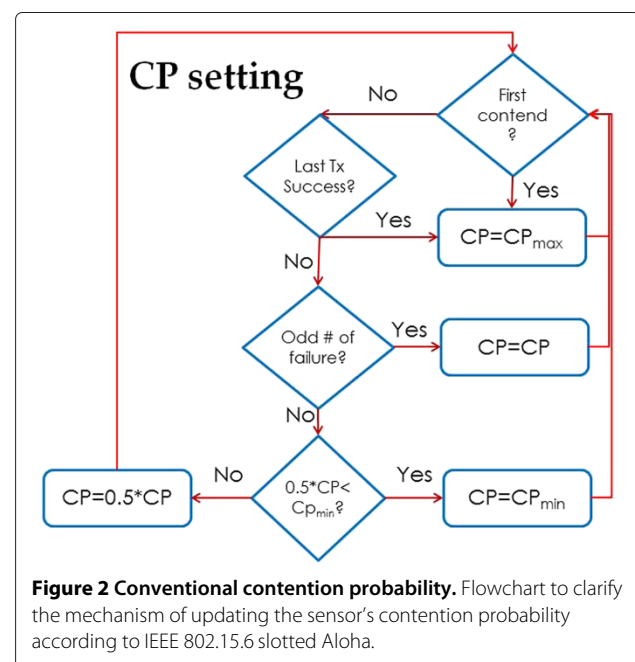 CP setting
First
contend
?
No
Yes
Last Tx
Success?
Yes
CP=CPmax
No
Odd # of
failure?
Yes
CP=CP
No
0.5*CP<
Cpmin?
No
CP=0.5*CP
Yes
CP=CPmin
Figure 2 Conventional contention probability. Flowchart to clarify
the mechanism of updating the sensor's contention probability
according to IEEE 802.15.6 slotted Aloha.